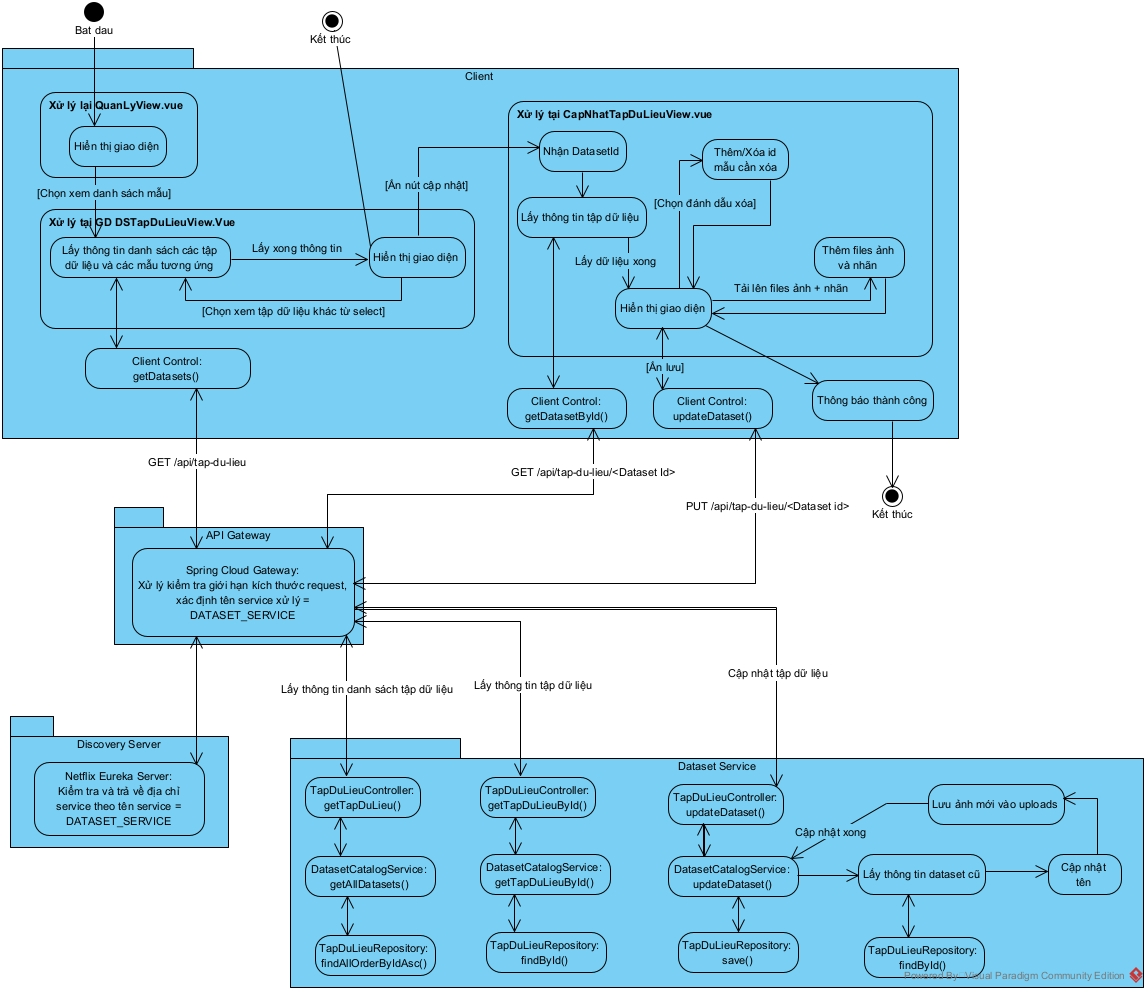 Bat dau
Kết thúc
Client
Xử lý lại QuanLyView.vue
Hiển thị giao diện
[Chọn xem danh sách mẫu]
Xử lý tại GD DSTapDuLieuView.Vue
Lấy thông tin danh sách các tập
dữ liệu và các mẫu tương ứng
Lấy xong thông tin
Hiển thị giao diện
[Chọn xem tập dữ liệu khác từ select]
[Ấn nút cập nhật]
Client Control:
getDatasets()
Xử lý tại CapNhatTapDuLieuView.vue
Nhận DatasetId
Lấy thông tin tập dữ liệu
Lấy dữ liệu xong
Hiển thị giao diện
Thêm/Xóa id
mẫu cần xóa
[Chọn đánh dấu xóa]
Thêm files ảnh
và nhãn
Tải lên files ảnh + nhãn
[Ấn lưu]
Client Control:
getDatasetById()
Client Control:
updateDataset()
Thông báo thành công
Kết thúc
GET /api/tap-du-lieu
GET /api/tap-du-lieu/<Dataset Id>
PUT /api/tap-du-lieu/<Dataset id>
API Gateway
Spring Cloud Gateway:
Xử lý kiểm tra giới hạn kích thước request,
xác định tên service xử lý =
DATASET_SERVICE
Lấy thông tin danh sách tập dữ liệu
Lấy thông tin tập dữ liệu
Cập nhật tập dữ liệu
Discovery Server
Netflix Eureka Server:
Kiểm tra và trả về địa chỉ
service theo tên service =
DATASET_SERVICE
Dataset Service
TapDuLieuController:
getTapDuLieu()
DatasetCatalogService:
getAllDatasets()
TapDuLieuRepository:
findAllOrderByIdAsc()
TapDuLieuController:
getTapDuLieuById()
DatasetCatalogService:
getTapDuLieuById()
TapDuLieuRepository:
findById()
TapDuLieuController:
updateDataset()
DatasetCatalogService:
updateDataset()
TapDuLieuRepository:
save()
Cập nhật xong
Lưu ảnh mới vào uploads
Lấy thông tin dataset cũ
Cập nhật
tên
TapDuLieuRepository:
findById()
Powered By: Visual Paradigm Community Edition